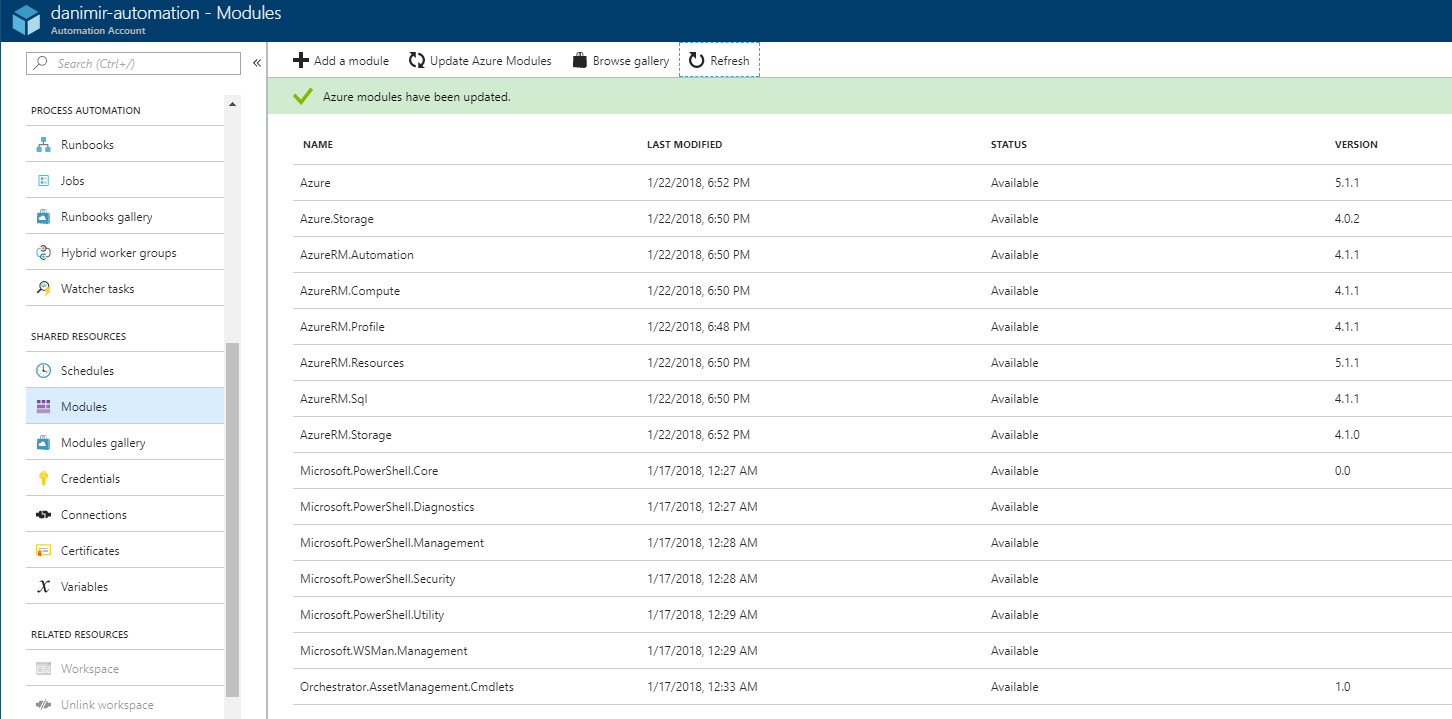 danimir-automation - Modules
Automation Account
Search (Ctrl+/)
«
Add a module Update Azure Modules Browse gallery Refresh
Azure modules have been updated.
PROCESS AUTOMATION
Runbooks
Jobs
Runbooks gallery
Hybrid worker groups
Watcher tasks
SHARED RESOURCES
Schedules
Modules
Modules gallery
Credentials
Connections
Certificates
Variables
RELATED RESOURCES
Workspace
Unlink workspace
NAME LAST MODIFIED STATUS VERSION
Azure 1/22/2018, 6:52 PM Available 5.1.1
Azure.Storage 1/22/2018, 6:50 PM Available 4.0.2
AzureRM.Automation 1/22/2018, 6:50 PM Available 4.1.1
AzureRM.Compute 1/22/2018, 6:50 PM Available 4.1.1
AzureRM.Profile 1/22/2018, 6:48 PM Available 4.1.1
AzureRM.Resources 1/22/2018, 6:50 PM Available 5.1.1
AzureRM.Sql 1/22/2018, 6:50 PM Available 4.1.1
AzureRM.Storage 1/22/2018, 6:52 PM Available 4.1.0
Microsoft.PowerShell.Core 1/17/2018, 12:27 AM Available 0.0
Microsoft.PowerShell.Diagnostics 1/17/2018, 12:27 AM Available
Microsoft.PowerShell.Management 1/17/2018, 12:28 AM Available
Microsoft.PowerShell.Security 1/17/2018, 12:28 AM Available
Microsoft.PowerShell.Utility 1/17/2018, 12:29 AM Available
Microsoft.WSMan.Management 1/17/2018, 12:29 AM Available
Orchestrator.AssetManagement.Cmdlets 1/17/2018, 12:33 AM Available 1.0